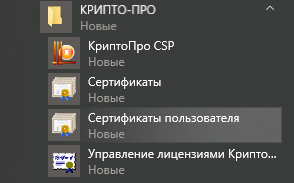 КРИПТО-ПРО
Новые
КриптоПро CSP
Новые
Сертификаты
Новые
Сертификаты пользователя
Новые
Управление лицензиями Крипто...
Новые